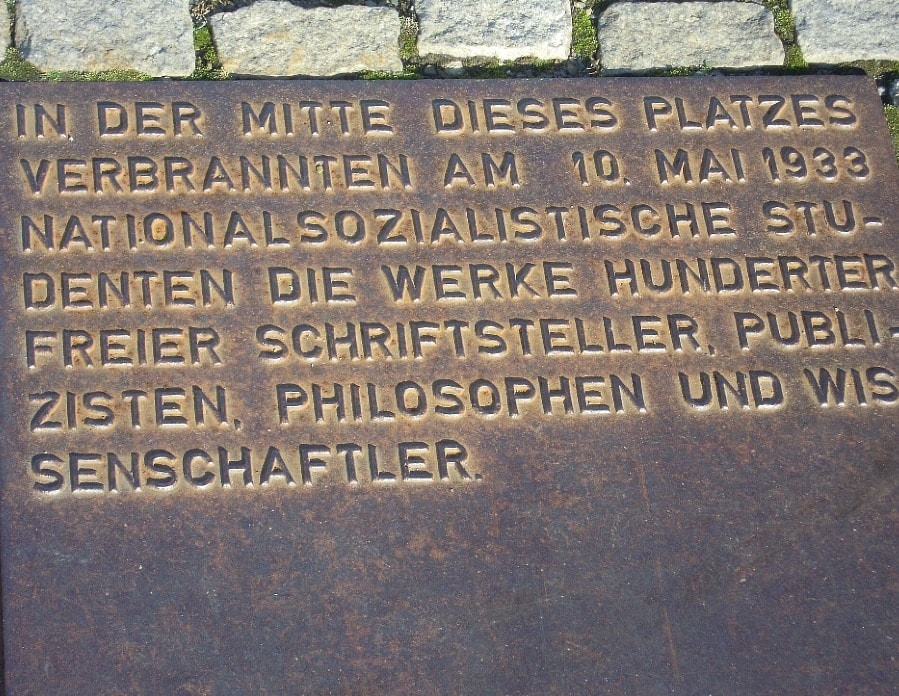 IN DER MITTE DIESES PLATZES
VERBRANNTEN AM 10. MAI 1933
NATIONALSOZIALISTISCHE STU-
DENTEN DIE WERKE HUNDERTER
FREIER SCHRIFTSTELLER, PUBLI-
ZISTEN, PHILOSOPHEN UND WIS
SENSCHAFTLER.